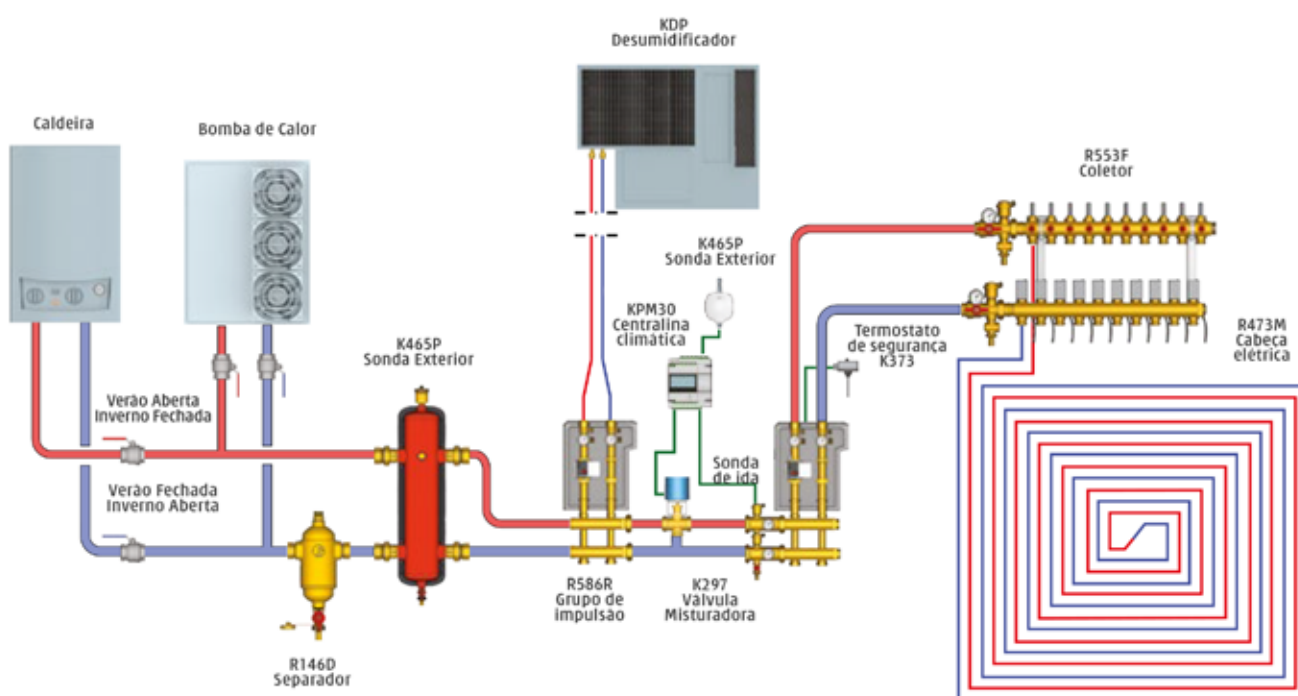 KDP
Desumidificador
Caldeira
Bomba de Calor
R553F
Coletor
K465P
Sonda Exterior
KPM30
Centralina
climática
Termostato
de segurança
K373
R473M
Cabeça
elétrica
K465P
Sonda Exterior
Verão Aberta
Inverno Fechada
Sonda
de ida
Verão Fechada
Inverno Aberta
R586R
Grupo de
impulsão
K297
Válvula
Misturadora
R146D
Separador